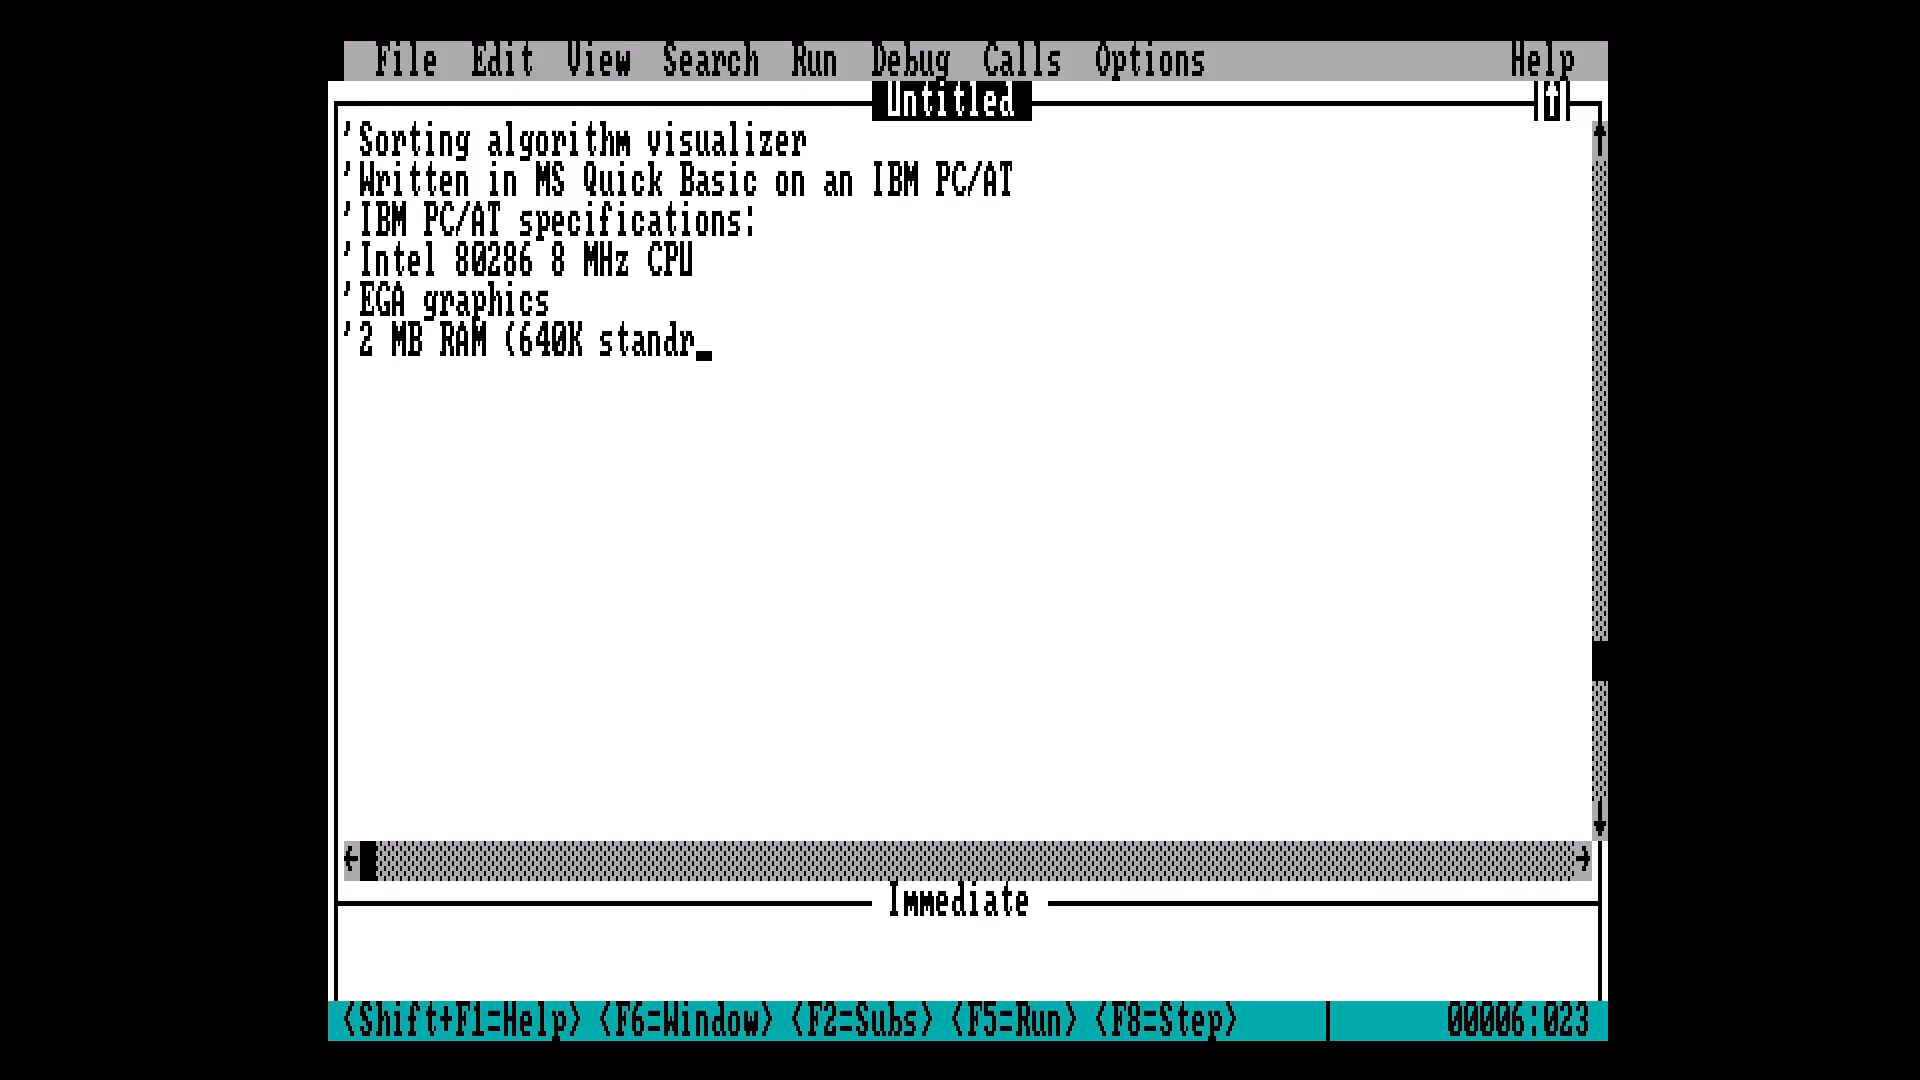 File Edit View Search Run Debug Calls Options Help
Untitled
'Sorting algorithm visualizer
'Written in MS Quick Basic on an IBM PC/AT
'IBM PC/AT specifications:
'Intel 80286 8 MHz CPU
'EGA graphics
'2 MB RAM (640K standr_
Immediate
<Shift+F1=Help> <F6=Window> <F2=Subs> <F5=Run> <F8=Step> 00006:023